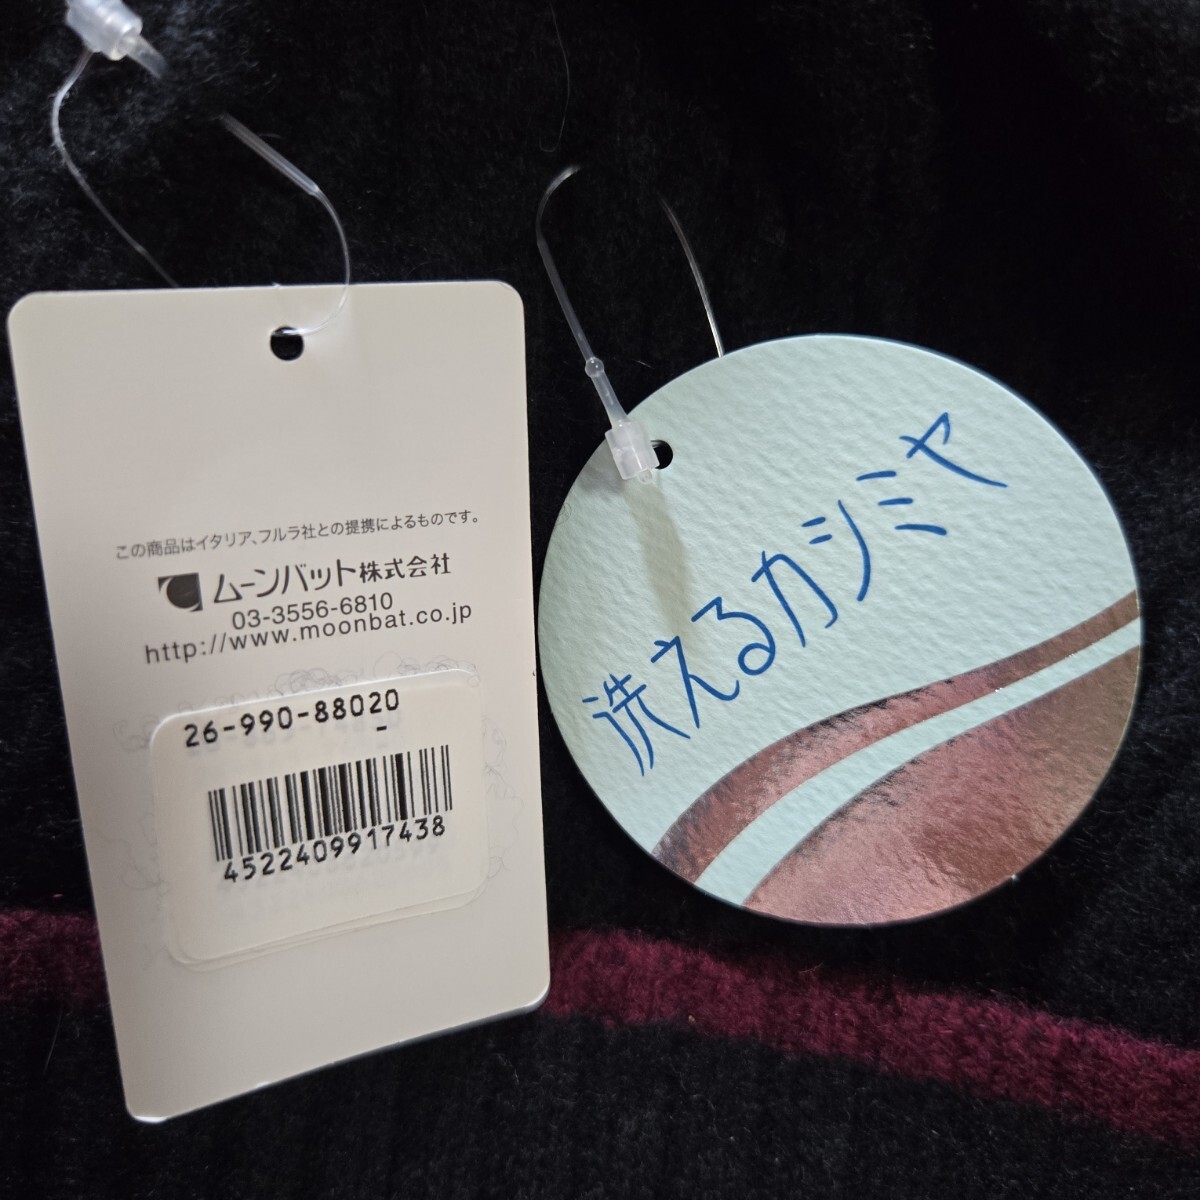 この商品はイタリア、フルラ社との提携によるものです。
ムーンバット株式会社
03-3556-6810
http://www.moonbat.co.jp
26-990-88020
-
4522409917438
洗えるカシミヤ